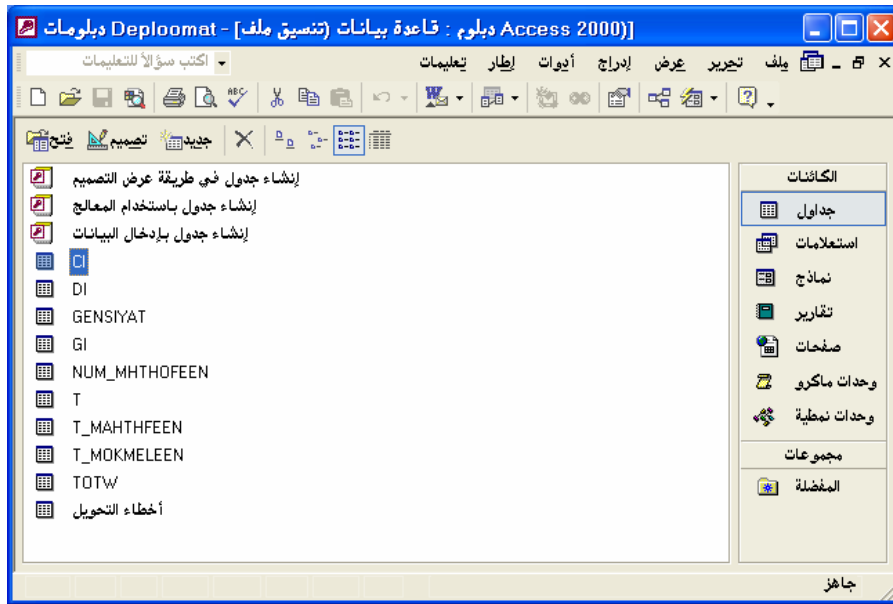 دبلومات Deploomat - [دبلوم : قاعدة بيانات (تنسيق ملف Access 2000)]
ملف تحرير عرض إدراج أدوات إطار تعليمات اكتب سؤالاً للتعليمات
فتح تصميم جديد
الكائنات
جداول
استعلامات
نماذج
تقارير
صفحات
وحدات ماكرو
وحدات نمطية
مجموعات
المفضلة
إنشاء جدول في طريقة عرض التصميم
إنشاء جدول باستخدام المعالج
إنشاء جدول بإدخال البيانات
CI
DI
GENSIYAT
GI
NUM_MHTHOFEEN
T
T_MAHTHFEEN
T_MOKMELEEN
TOTW
أخطاء التحويل
جاهز